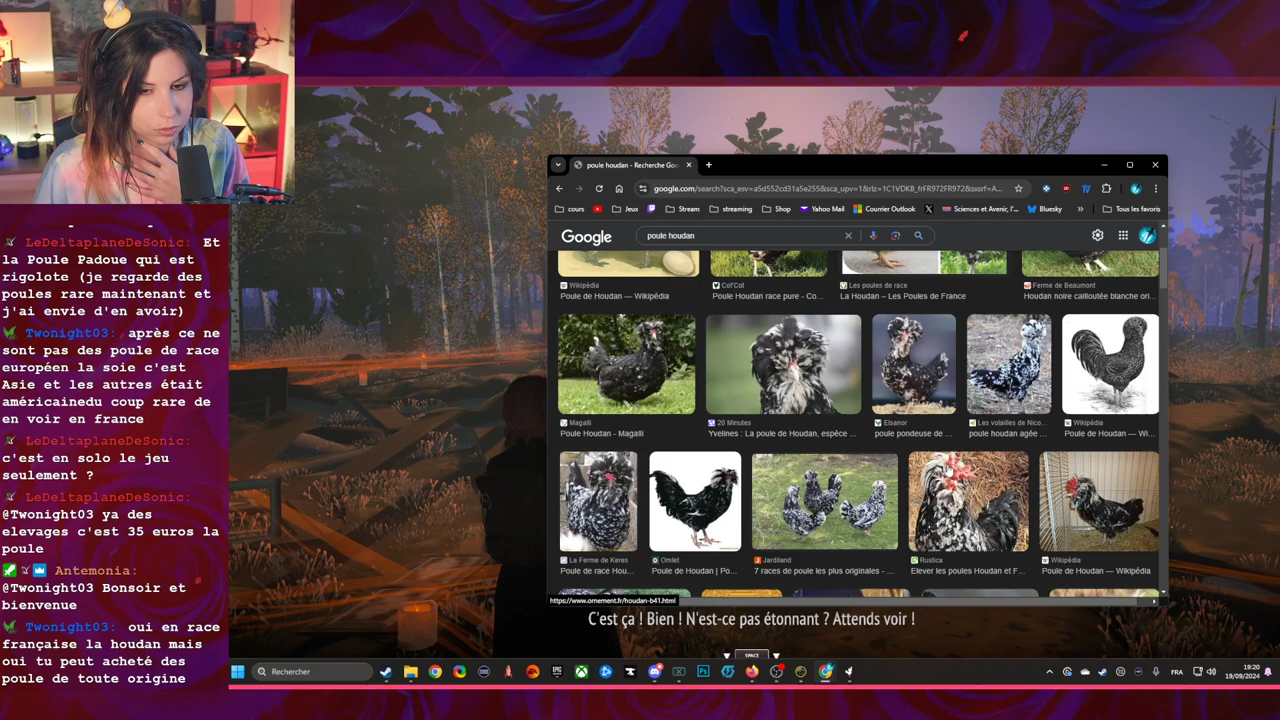 LeDeltaplaneDeSonic: Et
la Poule Padoue qui est
rigolote (je regarde des
poules rare maintenant et
j'ai envie d'en avoir)
Twonight03: après ce ne
sont pas des poule de race
européen la soie c'est
Asie et les autres était
américainedu coup rare de
en voir en france
LeDeltaplaneDeSonic:
c'est en solo le jeu
seulement ?
LeDeltaplaneDeSonic:
@Twonight03 ya des
elevages c'est 35 euros la
poule
Antemonia:
@Twonight03 Bonsoir et
bienvenue
Twonight03: oui en race
française la houdan mais
oui tu peut acheté des
poule de toute origine
poule houdan - Recherche Goo
google.com/search?sca_esv=a5d552cd31a5e255&sca_upv=1&rlz=1C1VDKB_frFR972FR972&sxsrf=A...
cours
Jeux
Stream
streaming
Shop
Yahoo Mail
Courrier Outlook
Sciences et Avenir, l'...
Bluesky
Tous les favoris
Google
poule houdan
Wikipédia
Poule de Houdan — Wikipédia
Cot'Col
Poule Houdan race pure - Co...
Les poules de race
La Houdan – Les Poules de France
Ferme de Beaumont
Houdan noire cailloutée blanche ori...
Magalli
Poule Houdan - Magalli
20 Minutes
Yvelines : La poule de Houdan, espèce ...
Elsanor
poule pondeuse de ...
Les volailles de Nico...
poule houdan agée ...
Wikipédia
Poule de Houdan — Wi...
La Ferme de Keres
Poule de race Hou...
Omlet
Poule de Houdan | Po...
Jardiland
7 races de poule les plus originales - ...
Rustica
Elever les poules Houdan et F...
Wikipédia
Poule de Houdan — Wikipédia
https://www.ornement.fr/houdan-b41.html
C'est ça ! Bien ! N'est-ce pas étonnant ? Attends voir !
SPACE
Rechercher
FRA
19:20
19/09/2024